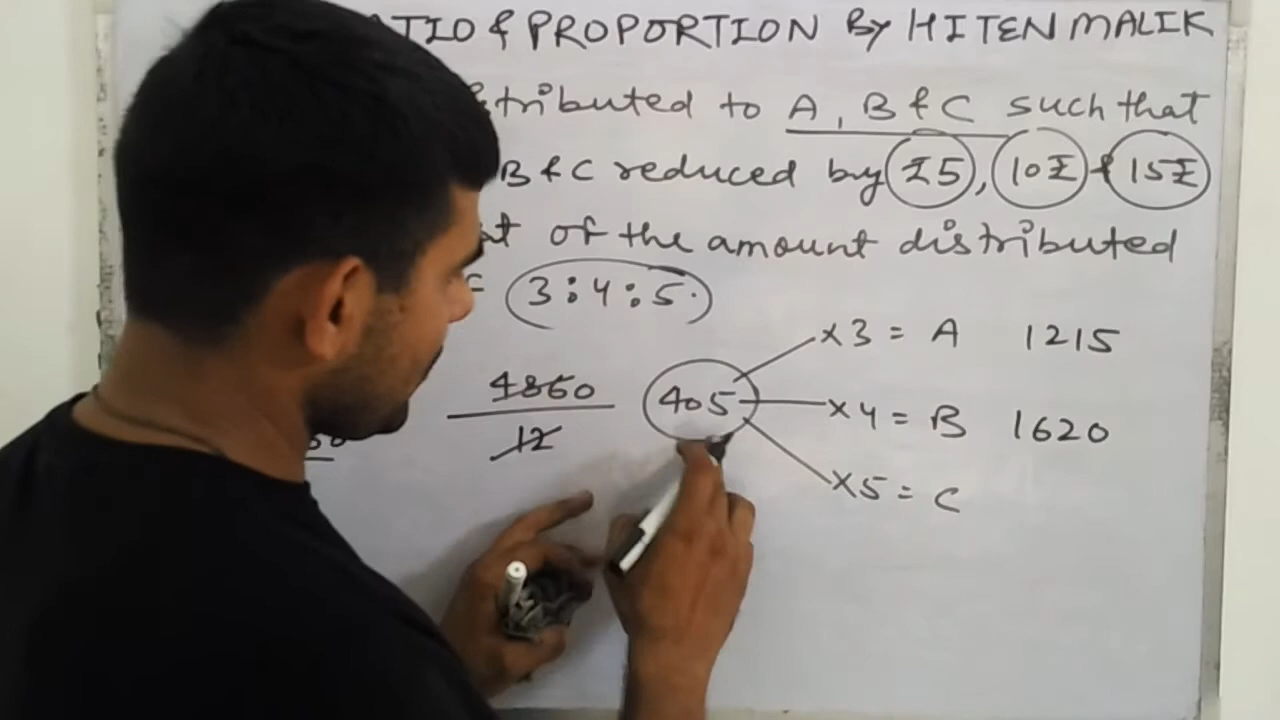 TIO & PROPORTION By HITEN MALIK
tributed to A, B & C such that
B & C reduced by ₹5, 10₹ & 15₹
of the amount distributed
3:4:5.
×3 = A 1215
4860
12
405
×4 = B 1620
×5 = C